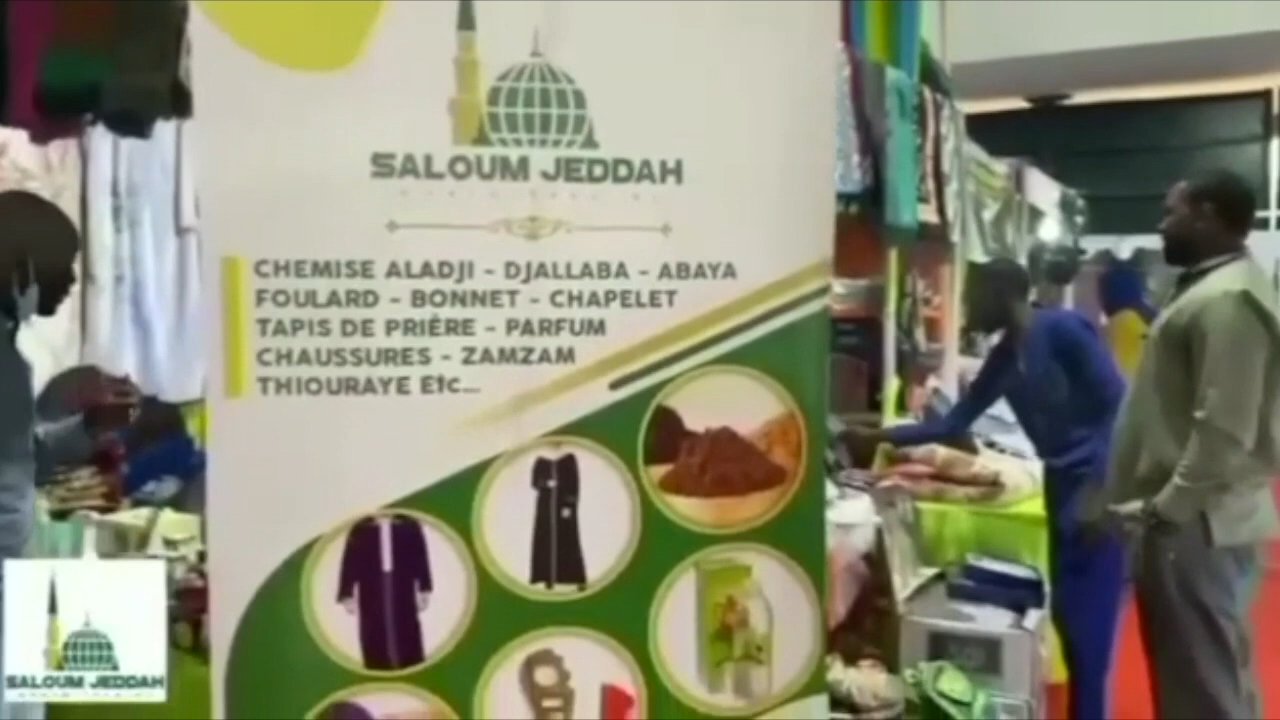 SALOUM JEDDAH
CHEMISE ALADJI - DJALLABA - ABAYA
FOULARD - BONNET - CHAPELET
TAPIS DE PRIÈRE - PARFUM
CHAUSSURES - ZAMZAM
THIOURAYE Etc...
SALOUM JEDDAH